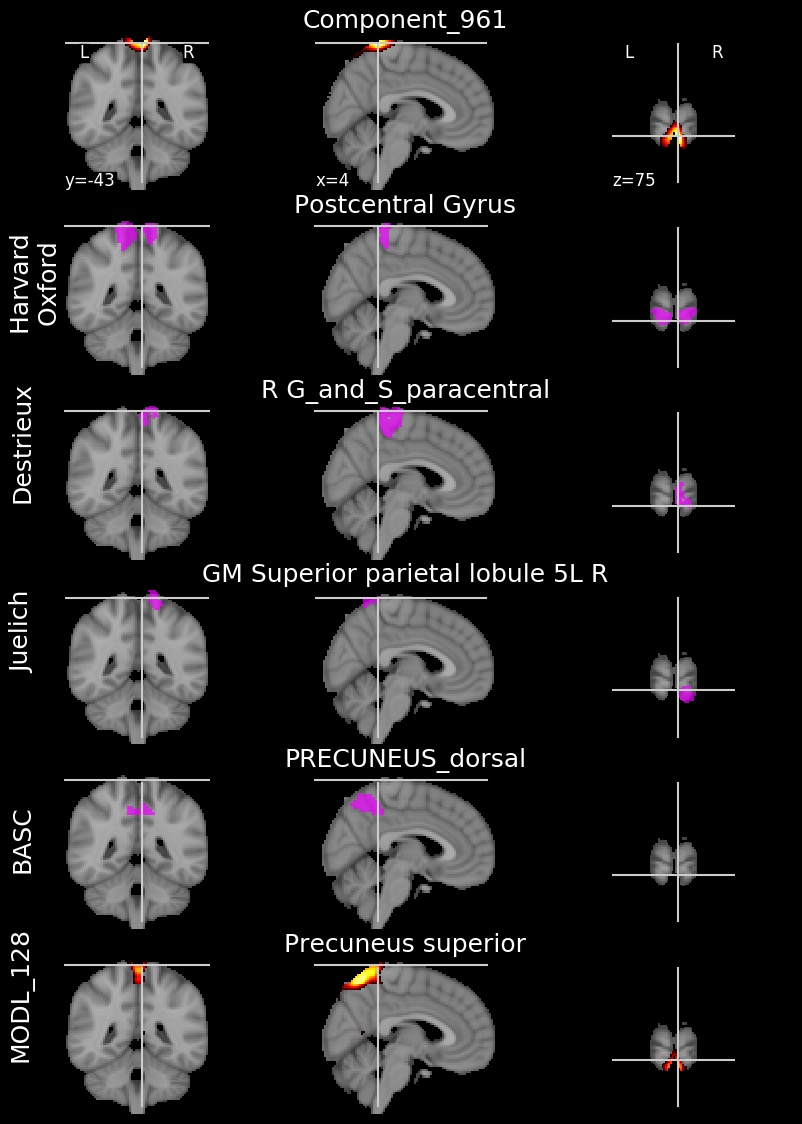 Component_961
L R
L R
y=-43
x=4
z=75
Postcentral Gyrus
Harvard
Oxford
R G_and_S_paracentral
Destrieux
GM Superior parietal lobule 5L R
Juelich
PRECUNEUS_dorsal
BASC
Precuneus superior
MODL_128